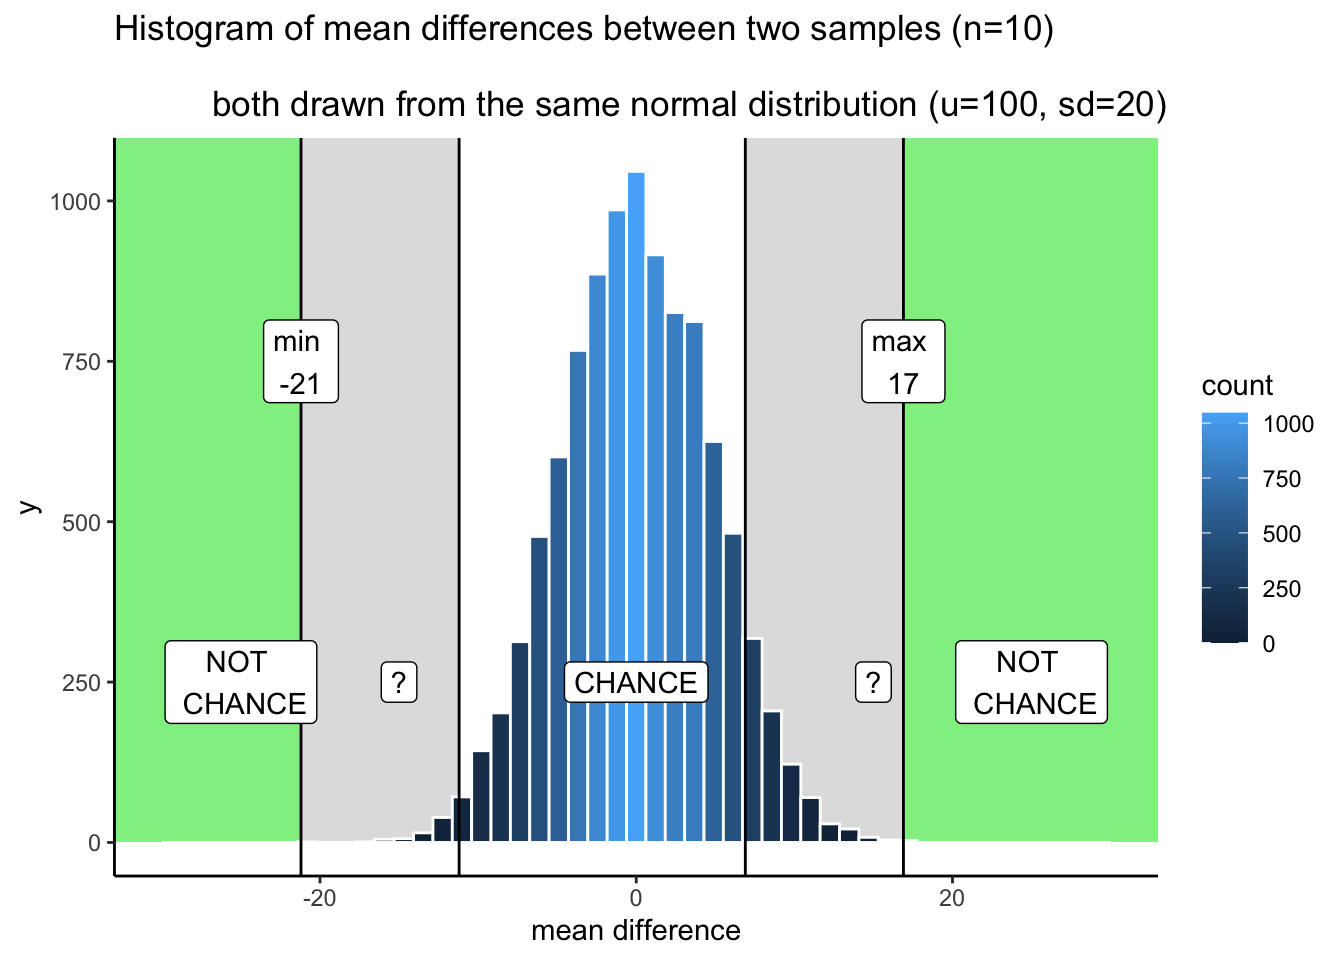 Histogram of mean differences between two samples (n=10)
both drawn from the same normal distribution (u=100, sd=20)
1000
750
500
250
0
y
min
-21
max
17
NOT
CHANCE
?
CHANCE
?
NOT
CHANCE
-20
0
20
mean difference
count
1000
750
500
250
0